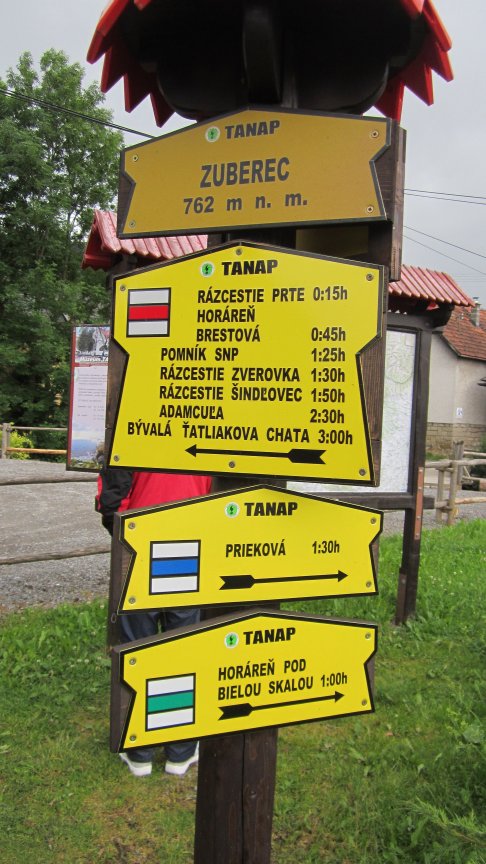 TANAP
ZUBEREC
762 m n. m.
TANAP
RÁZCESTIE PRTE 0:15h
HORÁREŇ
BRESTOVÁ 0:45h
POMNÍK SNP 1:25h
RÁZCESTIE ZVEROVKA 1:30h
RÁZCESTIE ŠINDĽOVEC 1:50h
ADAMCUĽA 2:30h
BÝVALÁ ŤATLIAKOVA CHATA 3:00h
TANAP
PRIEKOVÁ 1:30h
TANAP
HORÁREŇ POD
BIELOU SKALOU 1:00h